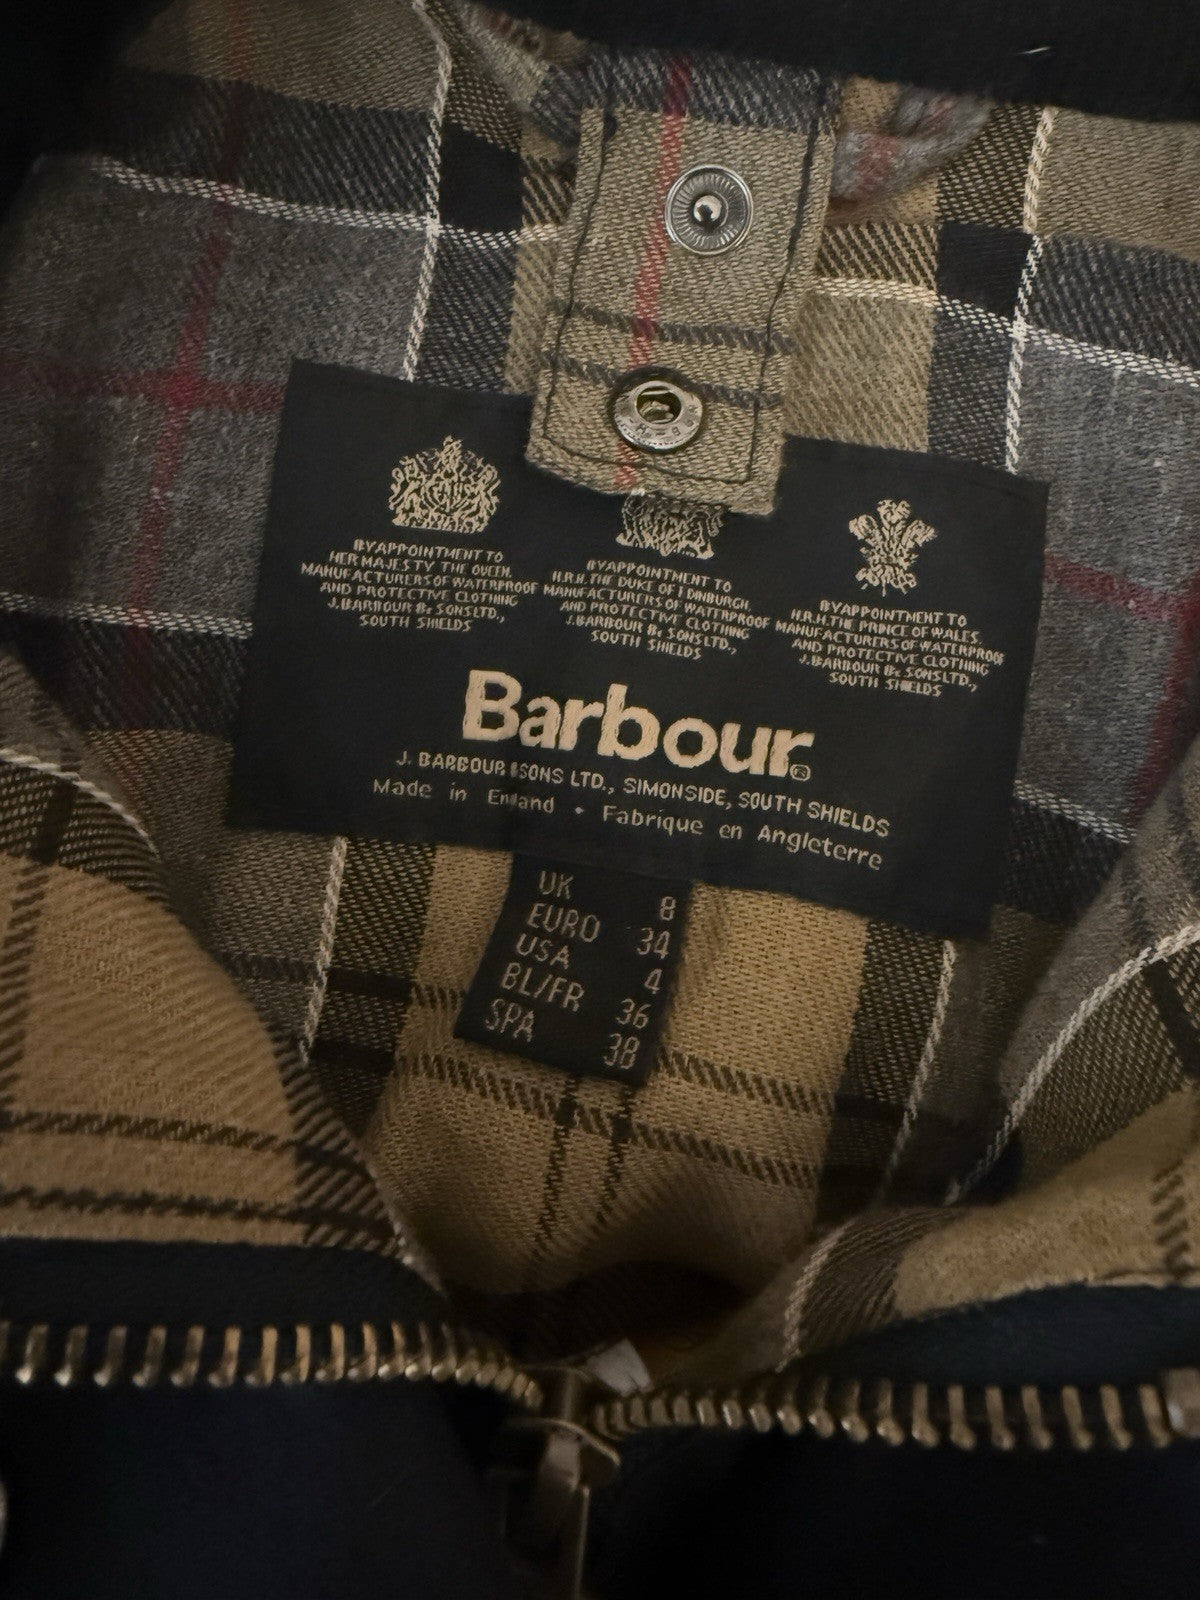 BY APPOINTMENT TO
HER MAJESTY THE QUEEN
MANUFACTURERS OF WATERPROOF
AND PROTECTIVE CLOTHING
J. BARBOUR & SONS LTD.,
SOUTH SHIELDS
BY APPOINTMENT TO
H.R.H. THE DUKE OF EDINBURGH
MANUFACTURERS OF WATERPROOF
AND PROTECTIVE CLOTHING
J. BARBOUR & SONS LTD.,
SOUTH SHIELDS
BY APPOINTMENT TO
H.R.H. THE PRINCE OF WALES
MANUFACTURERS OF WATERPROOF
AND PROTECTIVE CLOTHING
J. BARBOUR & SONS LTD.,
SOUTH SHIELDS
Barbour
J. BARBOUR & SONS LTD., SIMONSIDE, SOUTH SHIELDS
Made in England • Fabrique en Angleterre
UK 8
EURO 34
USA 4
BL/FR 36
SPA 38